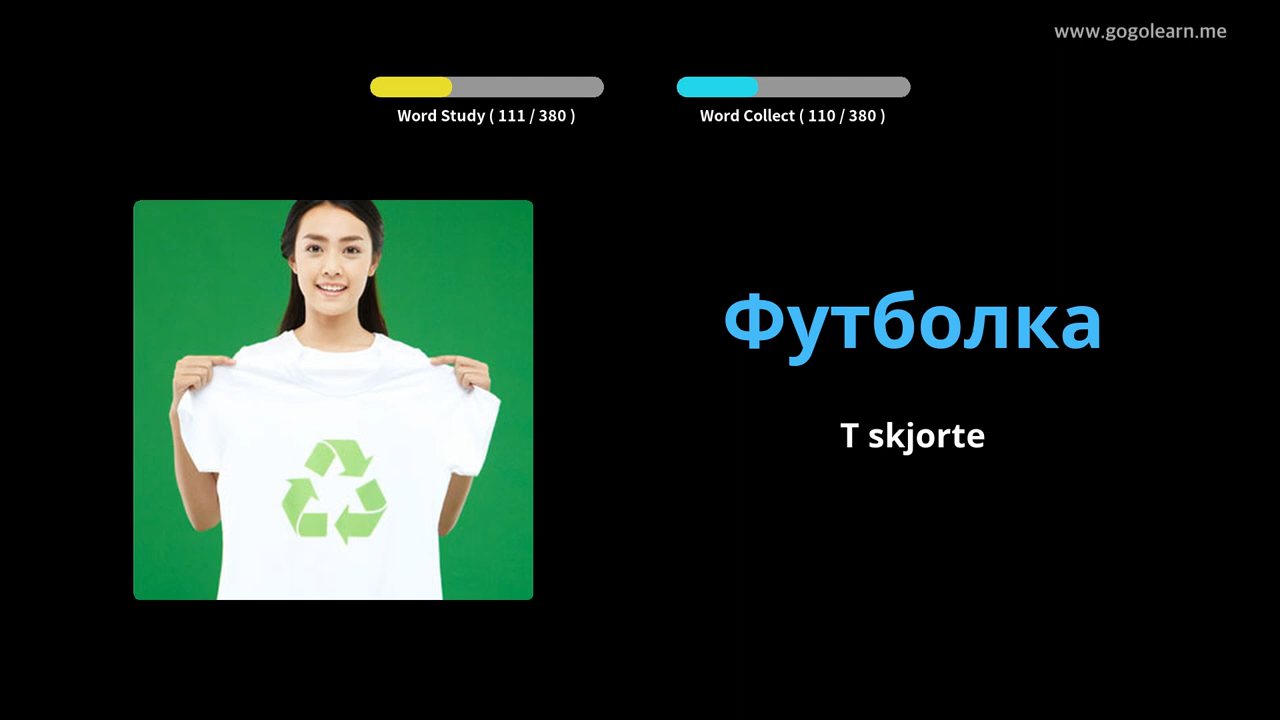 www.gogolearn.me
Word Study ( 111 / 380 )
Word Collect ( 110 / 380 )
Футболка
T skjorte